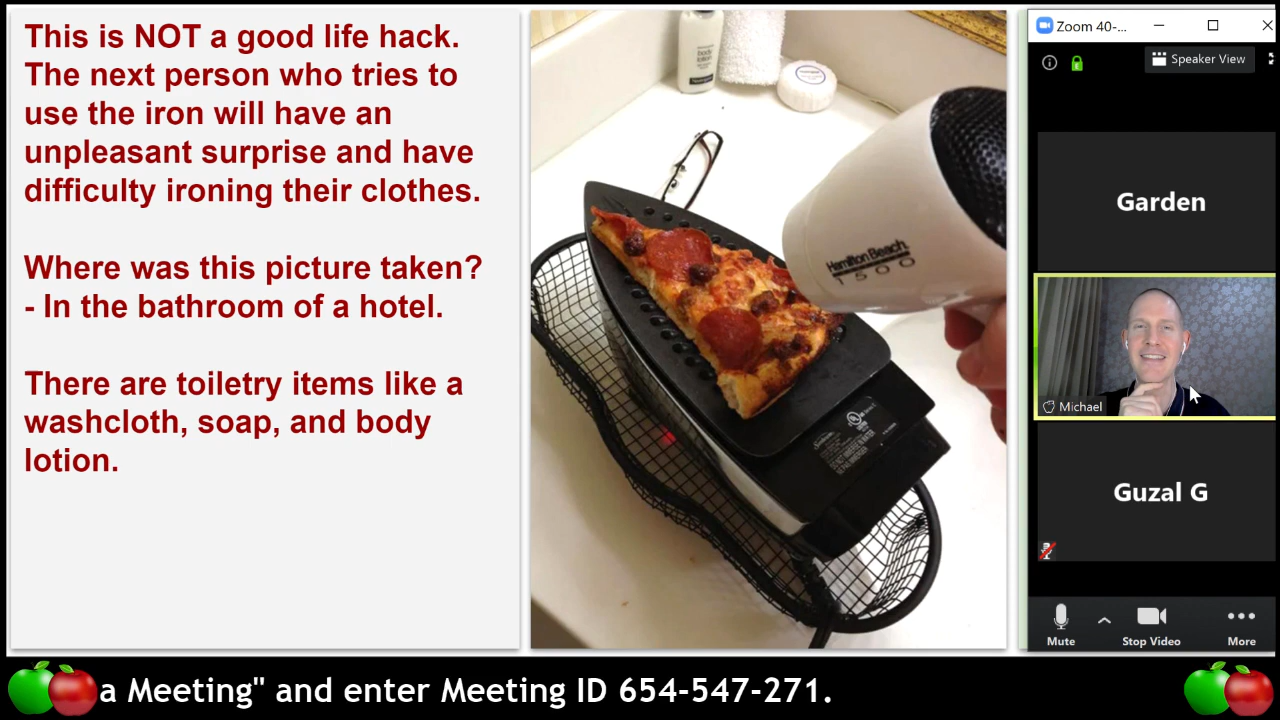 This is NOT a good life hack.
The next person who tries to
use the iron will have an
unpleasant surprise and have
difficulty ironing their clothes.
Where was this picture taken?
- In the bathroom of a hotel.
There are toiletry items like a
washcloth, soap, and body
lotion.
body
lotion
Hamilton Beach
1500
Zoom 40-...
Speaker View
Garden
Michael
Guzal G
Mute
Stop Video
More
a Meeting" and enter Meeting ID 654-547-271.